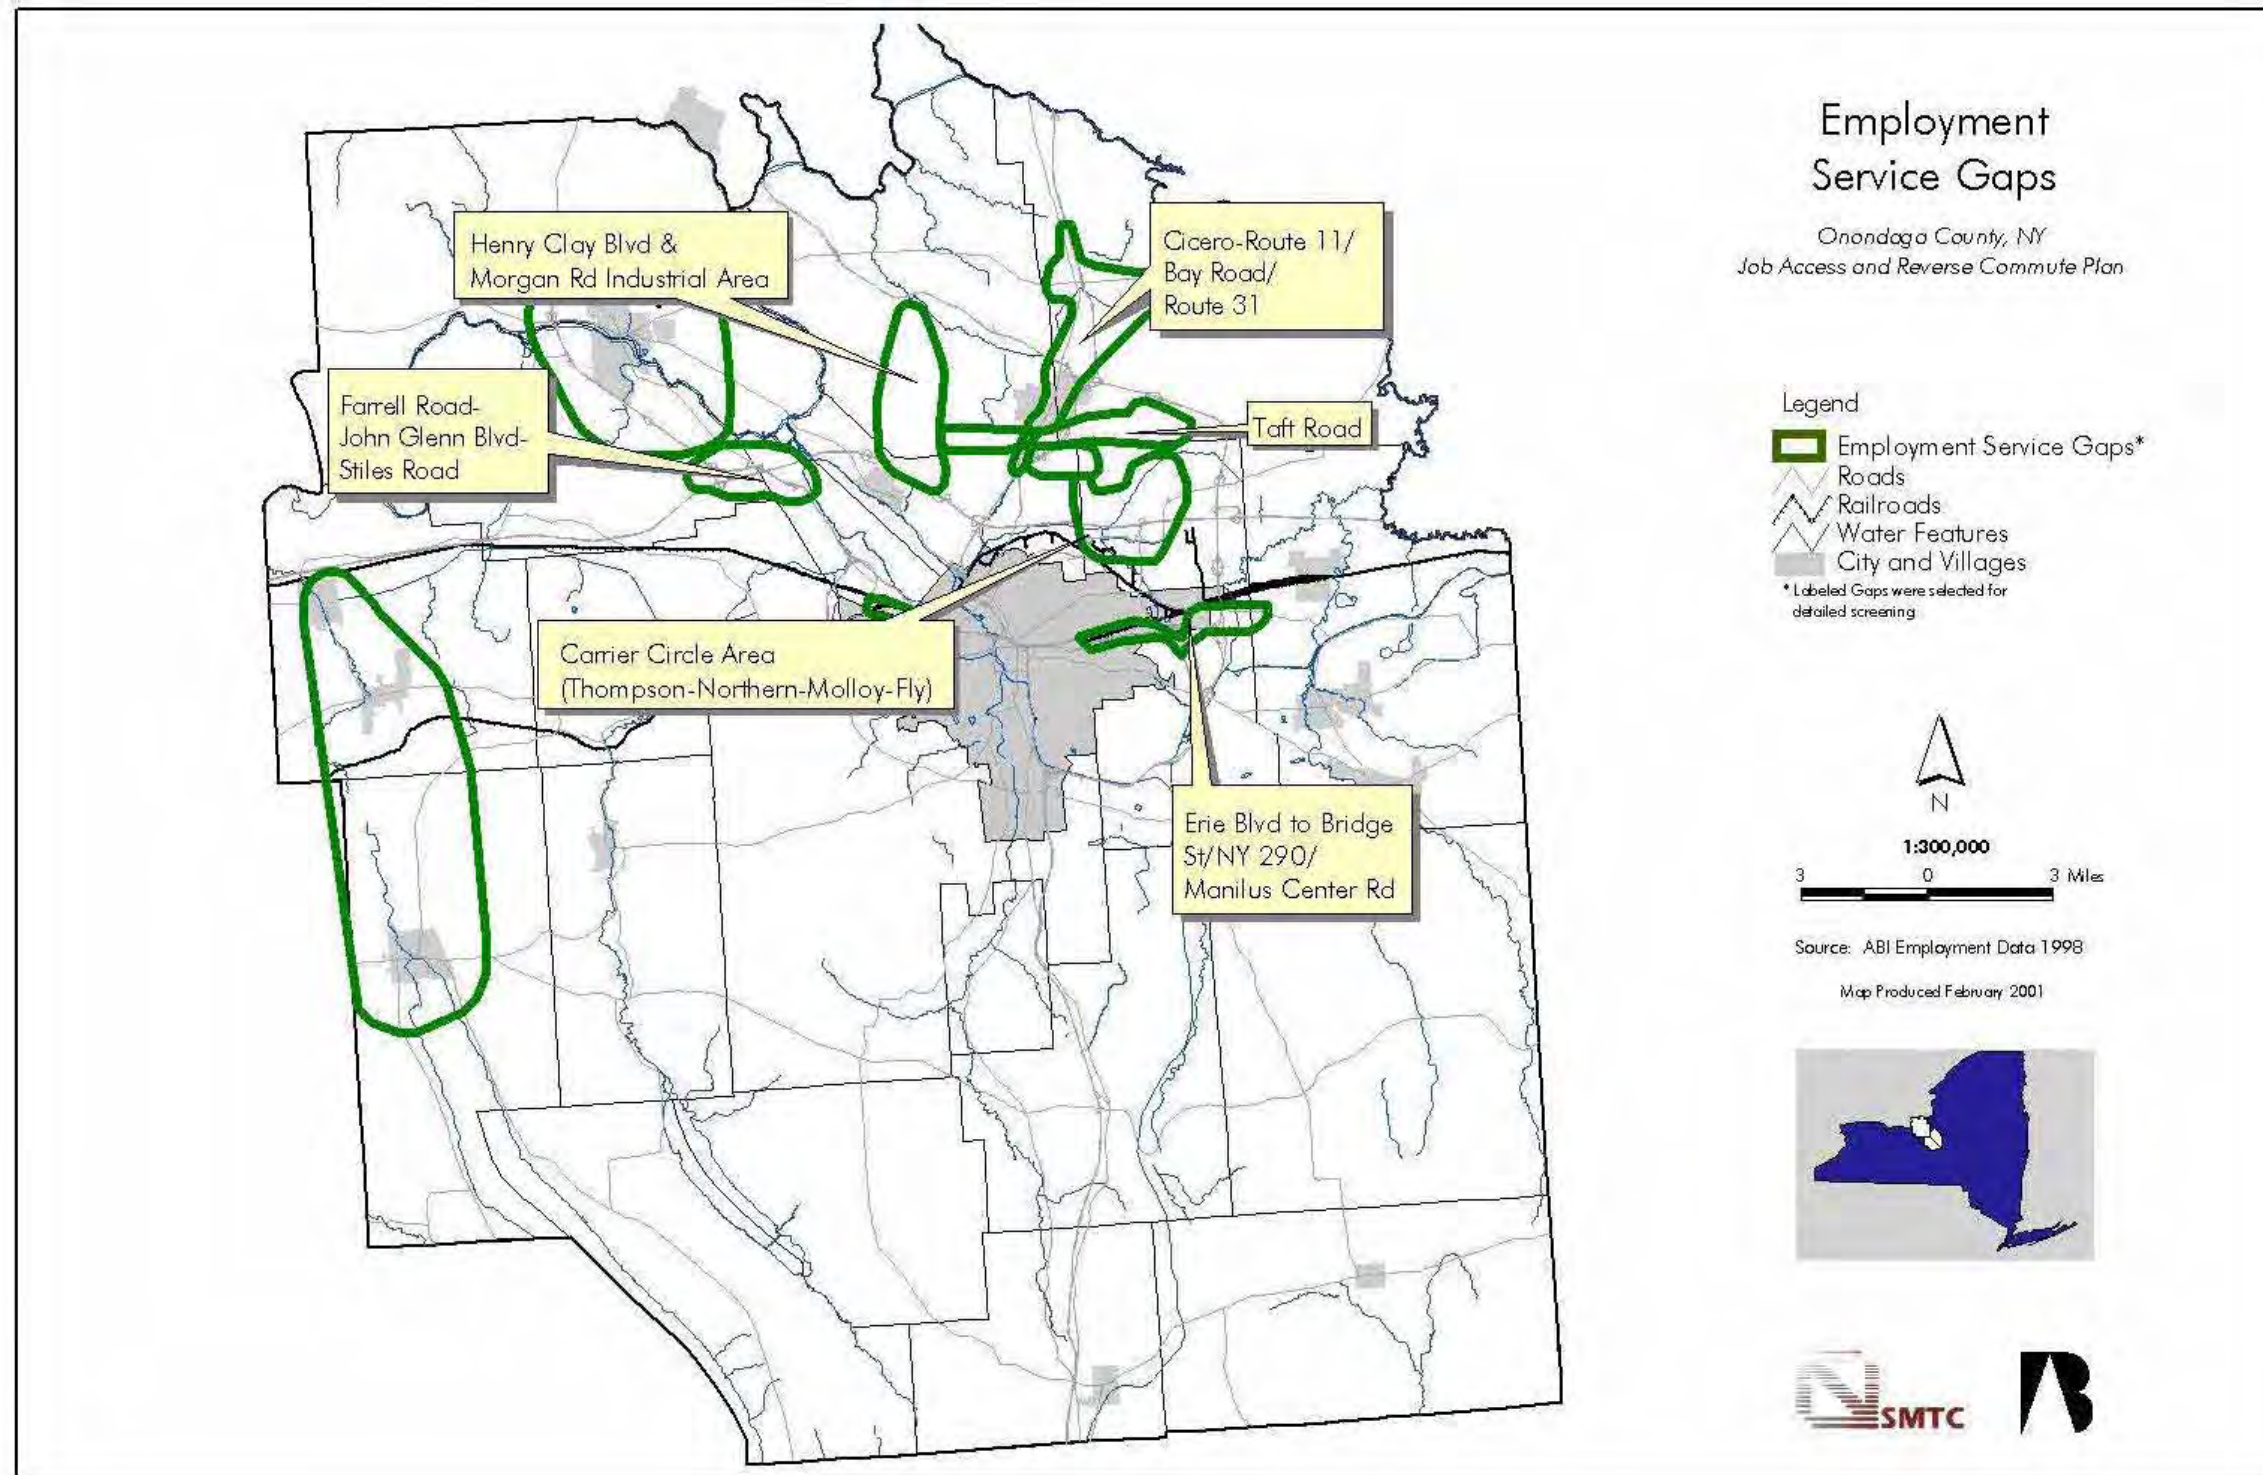 Employment
Service Gaps
Onondaga County, NY
Job Access and Reverse Commute Plan
Henry Clay Blvd &
Morgan Rd Industrial Area
Cicero-Route 11/
Bay Road/
Route 31
Farrell Road-
John Glenn Blvd-
Stiles Road
Taft Road
Carrier Circle Area
(Thompson-Northern-Molloy-Fly)
Erie Blvd to Bridge
St/NY 290/
Manilus Center Rd
Legend
Employment Service Gaps*
Roads
Railroads
Water Features
City and Villages
* Labeled Gaps were selected for
detailed screening
N
1:300,000
3 0 3 Miles
Source: ABI Employment Data 1998
Map Produced February 2001
SMTC